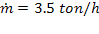 ṁ = 3.5 ton/h